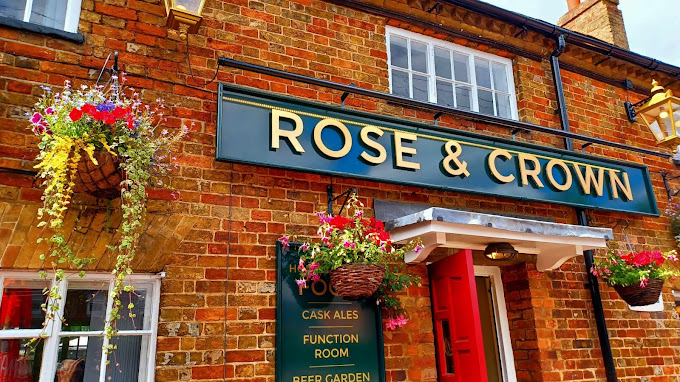 ROSE & CROWN
CASK ALES
FUNCTION
ROOM
BEER GARDEN